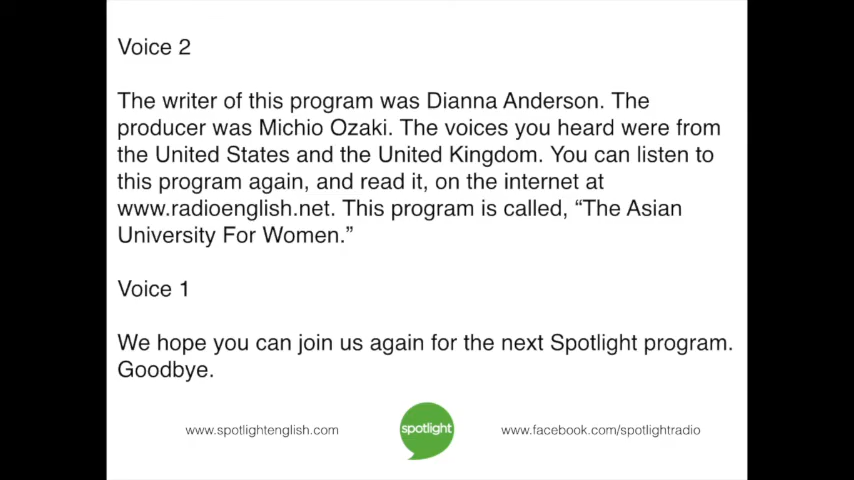 Voice 2
The writer of this program was Dianna Anderson. The
producer was Michio Ozaki. The voices you heard were from
the United States and the United Kingdom. You can listen to
this program again, and read it, on the internet at
www.radioenglish.net. This program is called, “The Asian
University For Women.”
Voice 1
We hope you can join us again for the next Spotlight program.
Goodbye.
www.spotlightenglish.com
spotlight
www.facebook.com/spotlightradio